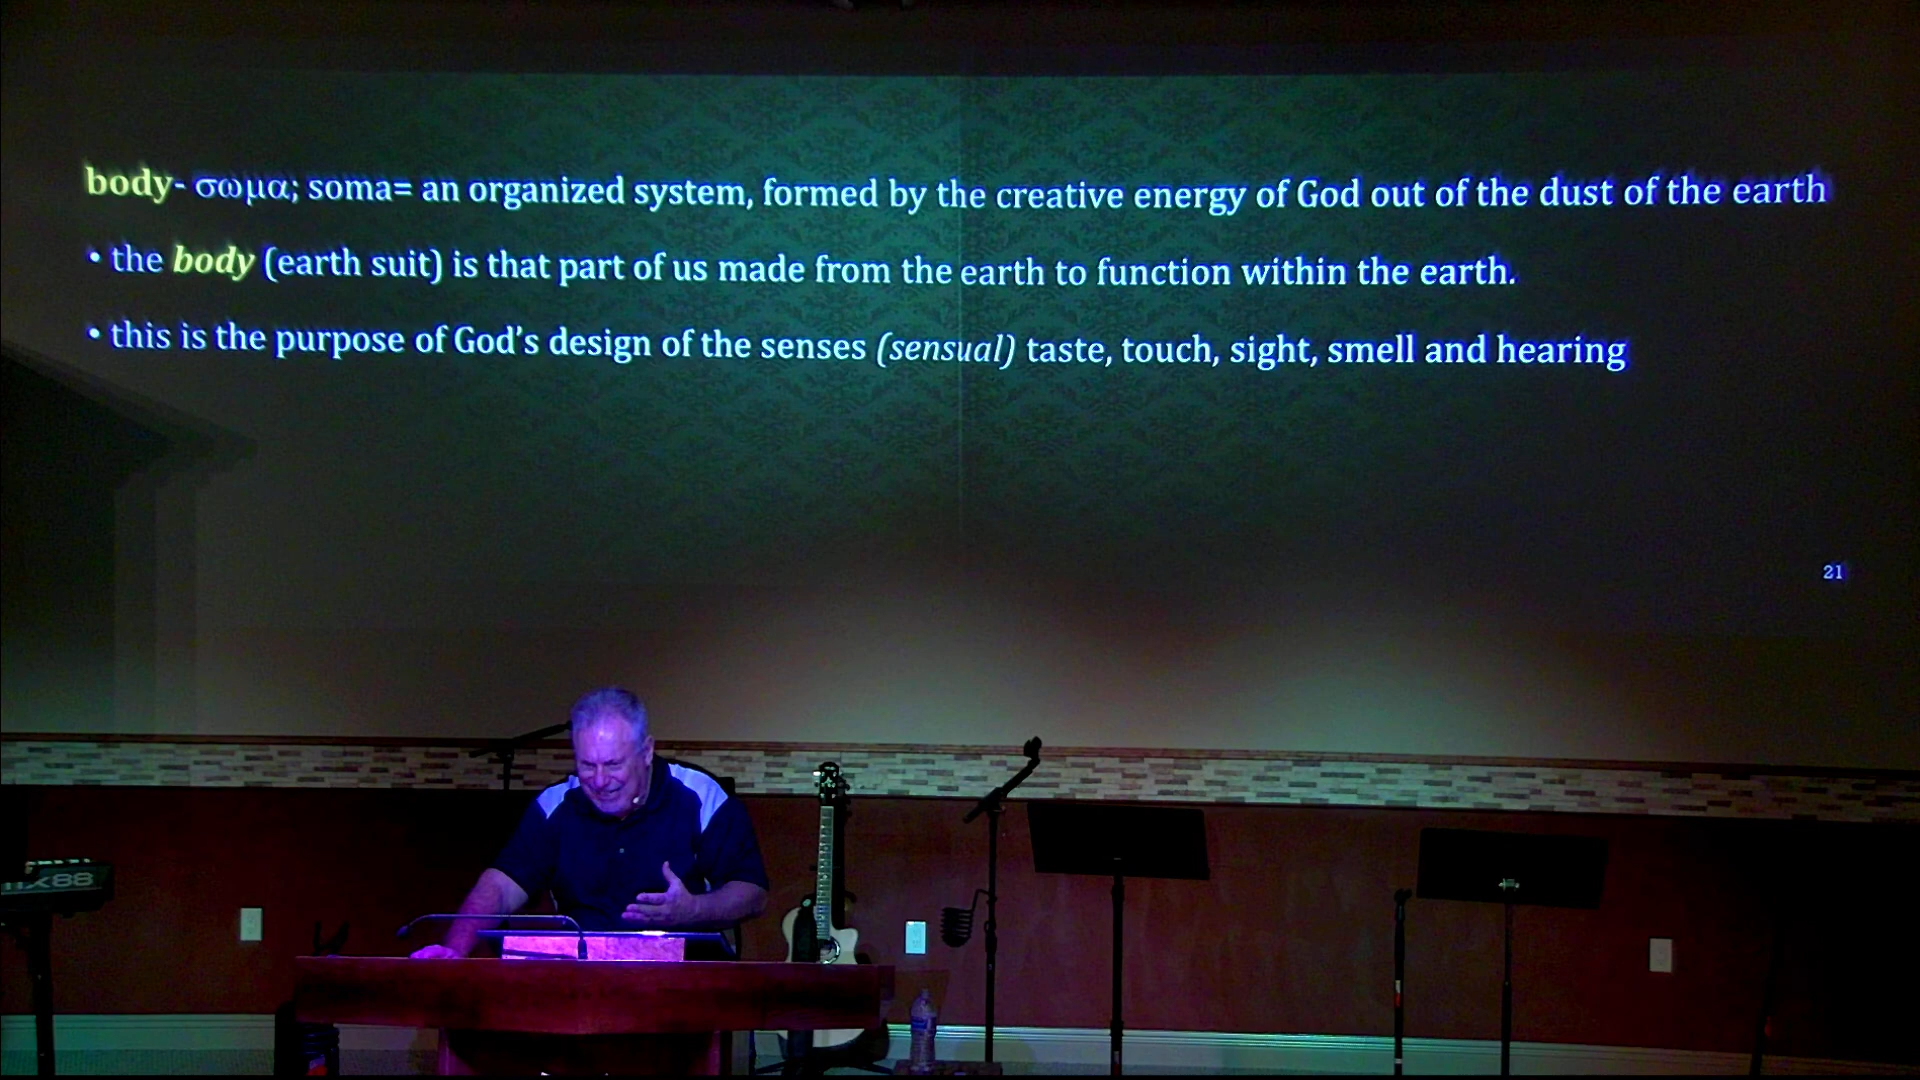 body- σωμα; soma= an organized system, formed by the creative energy of God out of the dust of the earth
• the body (earth suit) is that part of us made from the earth to function within the earth.
• this is the purpose of God’s design of the senses (sensual) taste, touch, sight, smell and hearing
21
x88